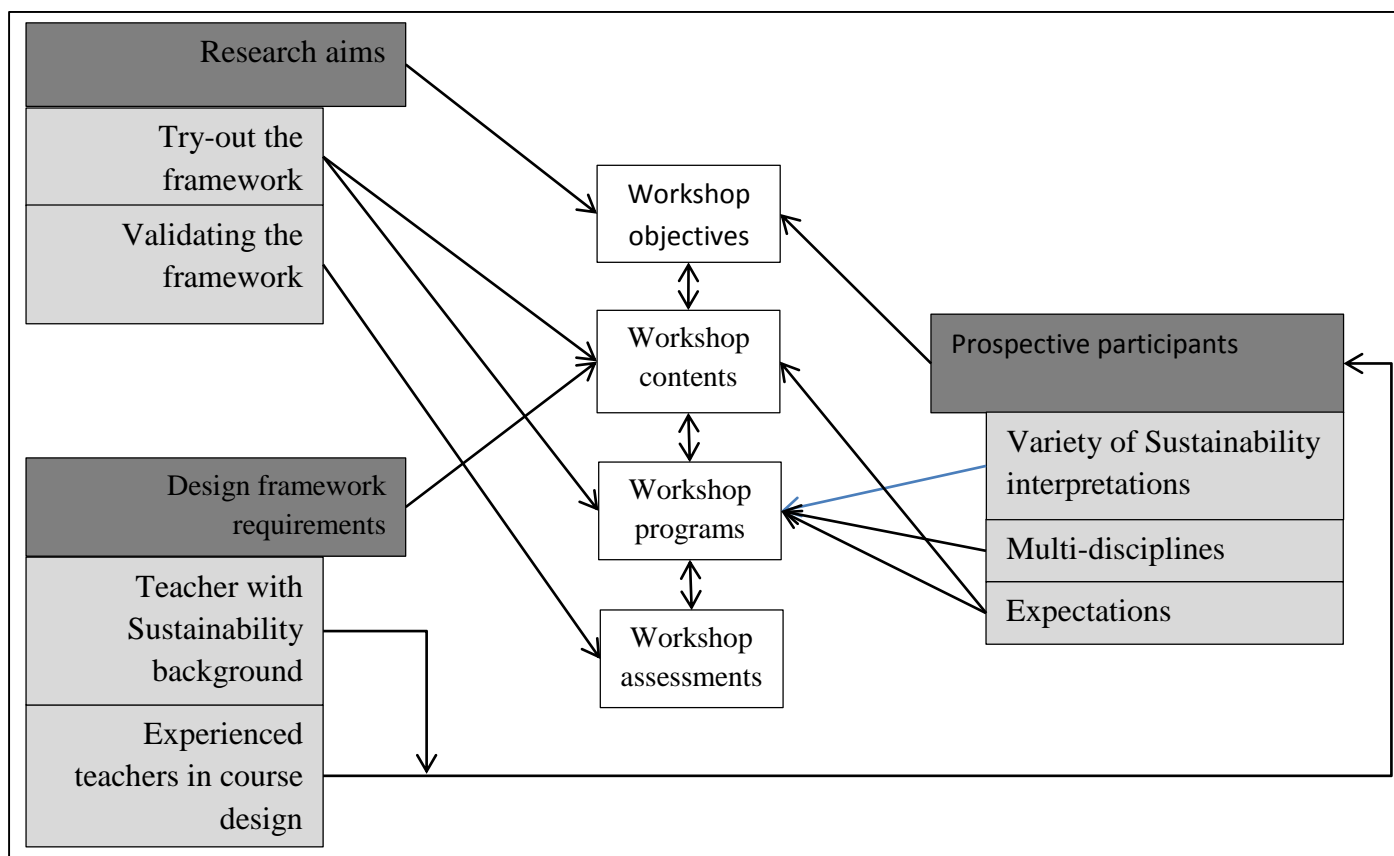 Research aims
Try-out the
framework
Validating the
framework
Design framework
requirements
Teacher with
Sustainability
background
Experienced
teachers in course
design
Workshop
objectives
Workshop
contents
Workshop
programs
Workshop
assessments
Prospective participants
Variety of Sustainability
interpretations
Multi-disciplines
Expectations